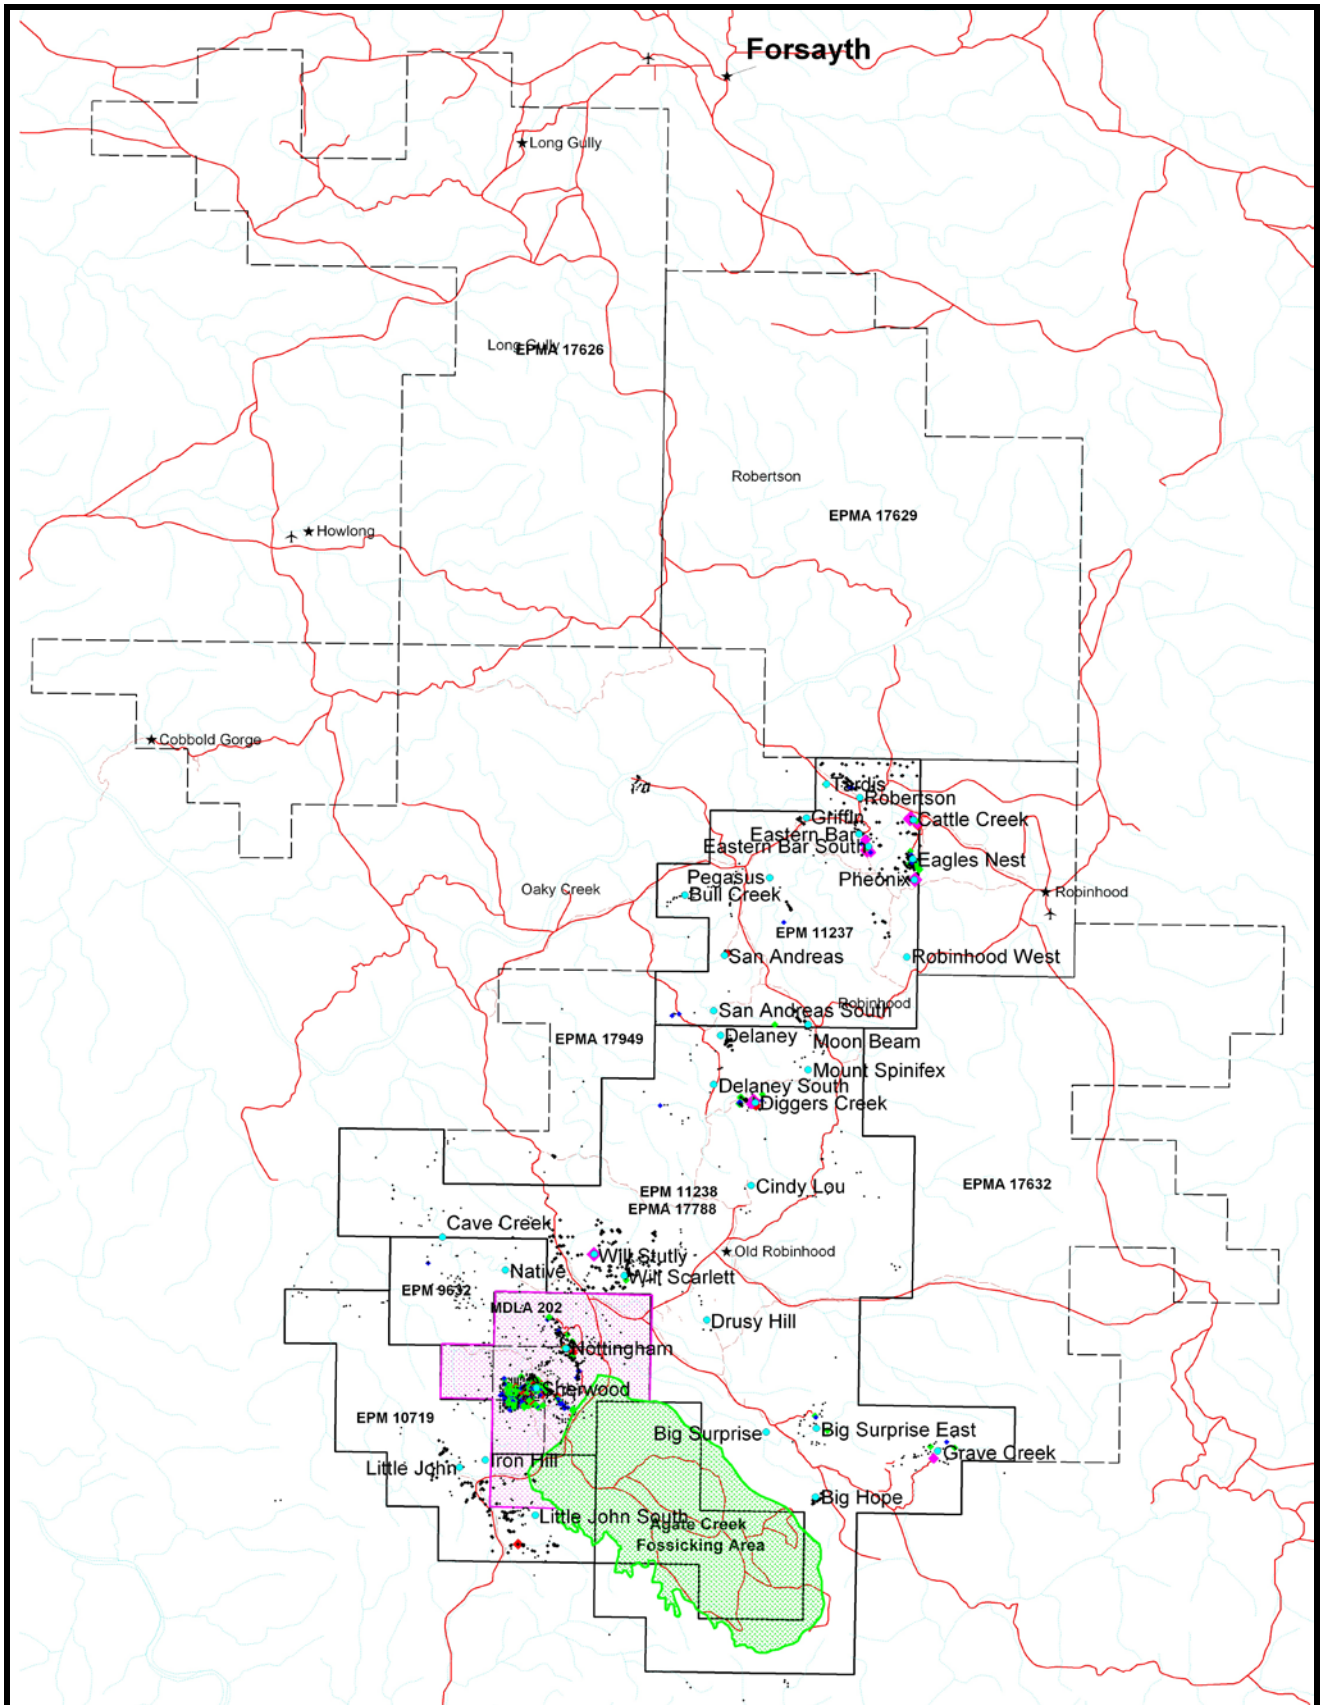 Forsayth
Long Gully
Long Gully
EPMA 17626
Robertson
EPMA 17629
Howlong
Cobbold Gorge
Tardis
Robertson
Griffin
Cattle Creek
Eastern Bar
Eastern Bar South
Eagles Nest
Pegasus
Pheonix
Oaky Creek
Bull Creek
Robinhood
EPM 11237
San Andreas
Robinhood West
Robinhood
San Andreas South
EPMA 17949
Delaney
Moon Beam
Mount Spinifex
Delaney South
Diggers Creek
EPMA 17632
Cindy Lou
EPM 11238
EPMA 17788
Cave Creek
Old Robinhood
Will Stutly
Native
Will Scarlett
EPM 9632
MDLA 202
Drusy Hill
Nottingham
Sherwood
EPM 10719
Big Surprise
Big Surprise East
Grave Creek
Iron Hill
Little John
Big Hope
Little John South
Agate Creek
Fossicking Area